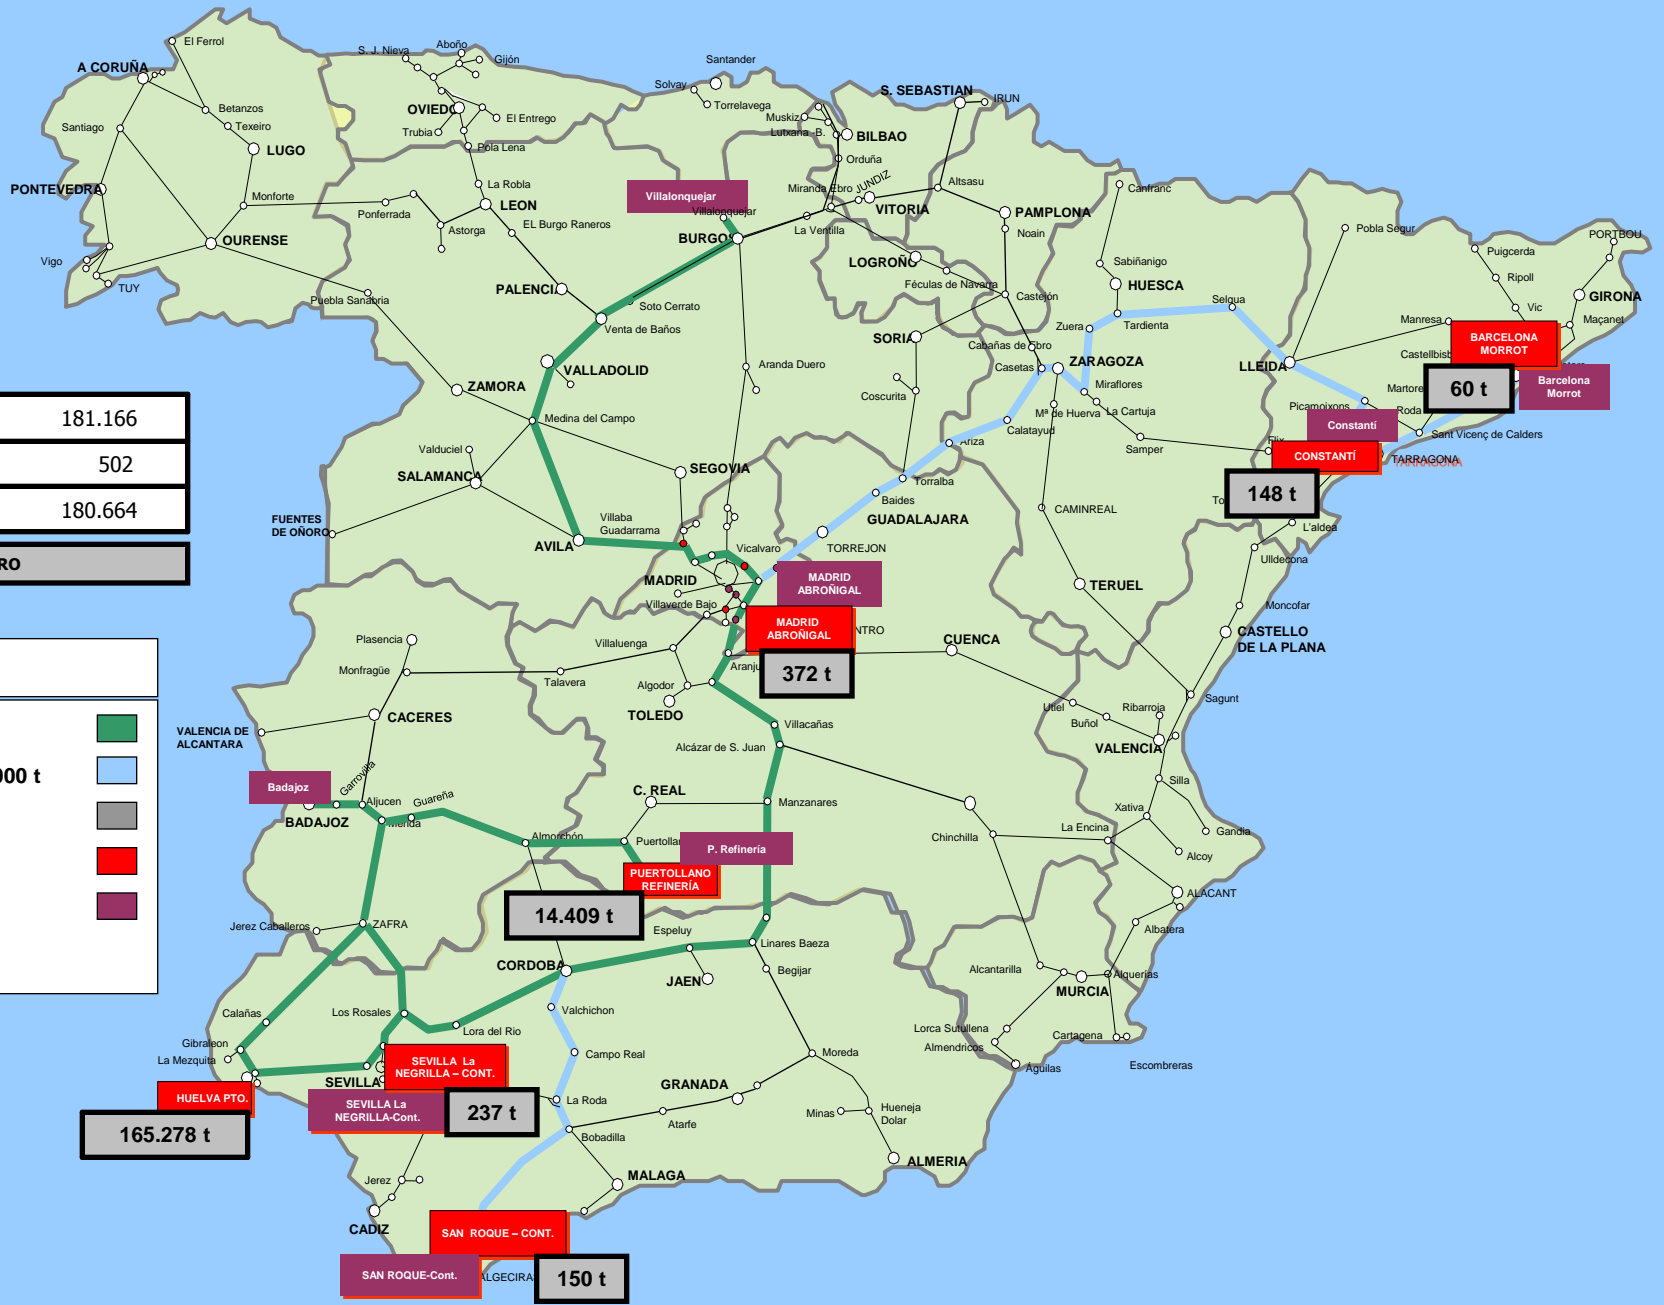 El Ferrol
A CORUÑA
Betanzos
Texeiro
Santiago
LUGO
PONTEVEDRA
Monforte
OURENSE
Vigo
TUY
S. J. Nieva
Aboño
Gijón
OVIEDO
El Entrego
Trubia
Pola Lena
La Robla
LEON
Ponferrada
Astorga
EL Burgo Raneros
Puebla Sanabria
PALENCIA
Santander
Solvay
Torrelavega
Muskiz
Lutxana -B.
BILBAO
Orduña
Miranda Ebro
JUNDIZ
VITORIA
La Ventilla
S. SEBASTIAN
IRUN
Altsasu
PAMPLONA
Noain
LOGROÑO
Féculas de Navarra
Castejón
Villalonquejar
Villalonquejar
BURGOS
Soto Cerrato
Venta de Baños
VALLADOLID
ZAMORA
Medina del Campo
Aranda Duero
SORIA
Coscurita
Cabañas de Ebro
Casetas
ZARAGOZA
Miraflores
La Cartuja
Mª de Huerva
Samper
Calatayud
Ariza
Torralba
Baides
GUADALAJARA
TORREJON
Canfranc
Sabiñanigo
HUESCA
Tardienta
Zuera
Selgua
LLEIDA
Pobla Segur
Puigcerda
Ripoll
Vic
PORTBOU
GIRONA
Maçanet
Manresa
BARCELONA
MORROT
60 t
Barcelona
Morrot
Picamoixons
Roda
Sant Vicenç de Calders
Constantí
CONSTANTÍ
TARRAGONA
TARRAGONA
148 t
L'aldea
Ulldecona
Moncofar
CASTELLO
DE LA PLANA
Sagunt
CAMINREAL
TERUEL
181.166
502
180.664
RO
000 t
Valduciel
SALAMANCA
FUENTES
DE OÑORO
SEGOVIA
AVILA
Villaba
Guadarrama
Vicalvaro
MADRID
Villaverde Bajo
MADRID
ABROÑIGAL
MADRID
ABROÑIGAL
NTRO
372 t
CUENCA
Villaluenga
Algodor
TOLEDO
Talavera
Plasencia
Monfragüe
CACERES
VALENCIA DE
ALCANTARA
Villacañas
Alcázar de S. Juan
Manzanares
C. REAL
Utiel
Buñol
Ribarroja
VALENCIA
Silla
Xativa
Gandia
La Encina
Alcoy
Chinchilla
ALACANT
Albatera
Alquerias
Alcantarilla
MURCIA
Lorca Sutullena
Almendricos
Águilas
Cartagena
Escombreras
Badajoz
BADAJOZ
Garrovilla
Aljucen
Guareña
Mérida
Almorchón
P. Refinería
PUERTOLLANO
REFINERÍA
14.409 t
Espeluy
Linares Baeza
Begijar
JAEN
CORDOBA
Jerez Caballeros
ZAFRA
Calañas
Gibraleon
La Mezquita
Los Rosales
Lora del Rio
Valchichon
Campo Real
La Roda
Bobadilla
SEVILLA
SEVILLA La
NEGRILLA – CONT.
SEVILLA La
NEGRILLA-Cont.
237 t
HUELVA PTO.
165.278 t
GRANADA
Moreda
Atarfe
Minas
Hueneja
Dolar
ALMERIA
MALAGA
Jerez
CADIZ
SAN ROQUE – CONT.
SAN ROQUE-Cont.
150 t